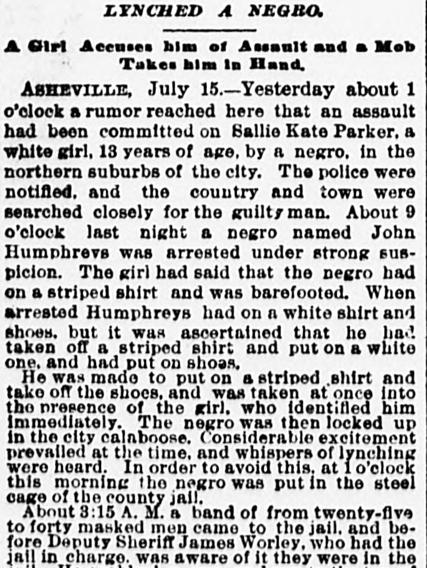 LYNCHED A NEGRO.
A Girl Accuses him of Assault and a Mob
Takes him in Hand.
ASHEVILLE, July 15.—Yesterday about 1
o'clock a rumor reached here that an assault
had been committed on Sallie Kate Parker, a
white girl, 13 years of age, by a negro, in the
northern suburbs of the city. The police were
notified, and the country and town were
searched closely for the guilty man. About 9
o'clock last night a negro named John
Humphreys was arrested under strong sus-
picion. The girl had said that the negro had
on a striped shirt and was barefooted. When
arrested Humphreys had on a white shirt and
shoes, but it was ascertained that he had
taken off a striped shirt and put on a white
one, and had put on shoes.
He was made to put on a striped shirt and
take off the shoes, and was taken at once into
the presence of the girl, who identified him
immediately. The negro was then locked up
in the city calaboose. Considerable excitement
prevailed at the time, and whispers of lynching
were heard. In order to avoid this, at 1 o'clock
this morning the negro was put in the steel
cage of the county jail.
About 3:15 A. M. a band of from twenty-five
to forty masked men came to the jail, and be-
fore Deputy Sheriff James Worley, who had the
jail in charge, was aware of it they were in the